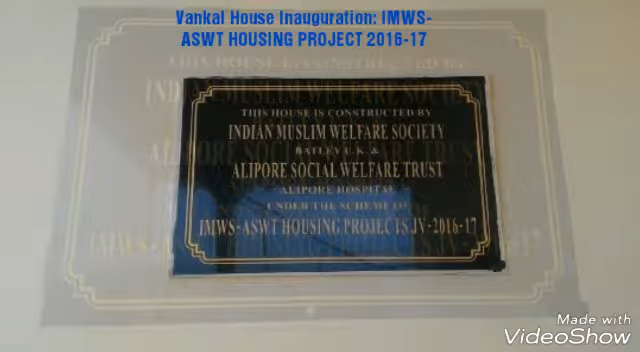 Vankal House Inauguration: IMWS-
ASWT HOUSING PROJECT 2016-17
THIS HOUSE IS CONSTRUCTED BY
INDIAN MUSLIM WELFARE SOCIETY
BATLEY U.K. &
ALIPORE SOCIAL WELFARE TRUST
ALIPORE HOSPITAL
UNDER THE SCHEME OF
IMWS-ASWT HOUSING PROJECTS JV-2016-17
Made with
VideoShow